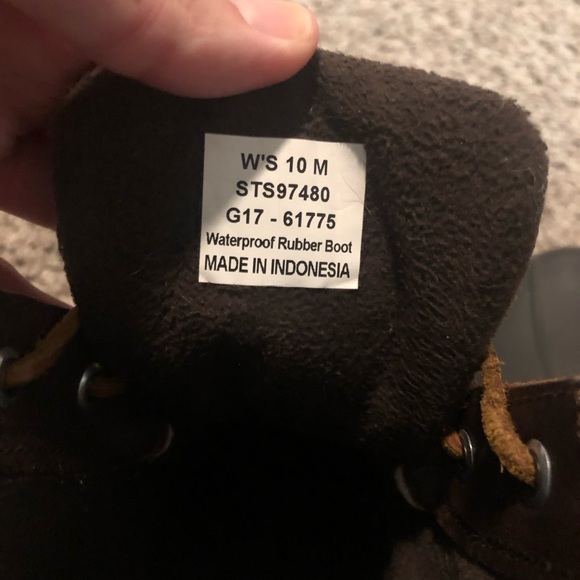 W'S 10 M
STS97480
G17 - 61775
Waterproof Rubber Boot
MADE IN INDONESIA